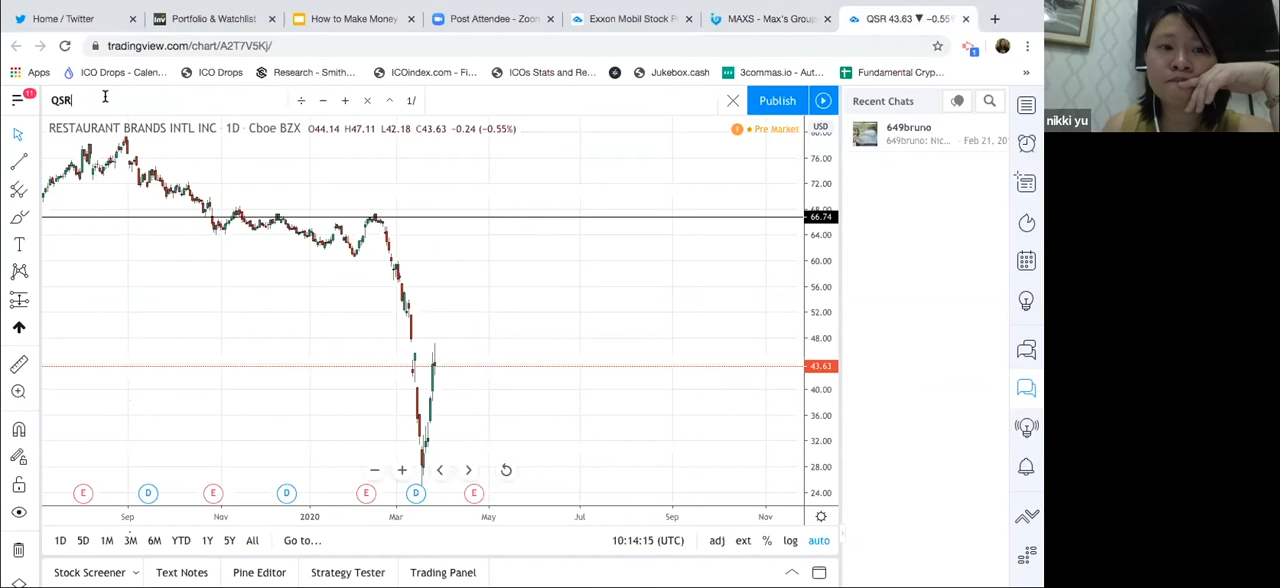 Home / Twitter
Portfolio & Watchlist
How to Make Money
Post Attendee - Zoo
Exxon Mobil Stock P
MAXS - Max's Group
QSR 43.63 ▼ −0.55
tradingview.com/chart/A2T7V5Kj/
Apps
ICO Drops - Calen...
ICO Drops
Research - Smith...
ICOindex.com - Fi...
ICOs Stats and Re...
Jukebox.cash
3commas.io - Aut...
Fundamental Cryp...
»
11
QSR
÷ − + × ^ 1/
Publish
Recent Chats
RESTAURANT BRANDS INTL INC · 1D · Cboe BZX O44.14 H47.11 L42.18 C43.63 −0.24 (−0.55%)
Pre Market
USD
649bruno
649bruno: Nic... - Feb 21, 20
nikki yu
80.00
76.00
72.00
68.00
66.74
64.00
60.00
56.00
52.00
48.00
43.63
40.00
36.00
32.00
28.00
24.00
E D E D E D E
Sep Nov 2020 Mar May Jul Sep Nov
1D 5D 1M 3M 6M YTD 1Y 5Y All Go to... 10:14:15 (UTC) adj ext % log auto
Stock Screener Text Notes Pine Editor Strategy Tester Trading Panel